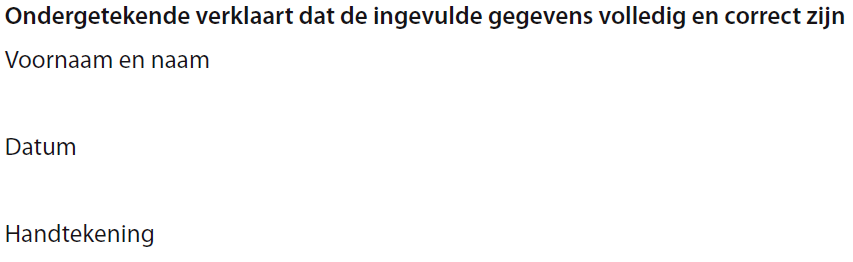 Ondergetekende verklaart dat de ingevulde gegevens volledig en correct zijn
Voornaam en naam
Datum
Handtekening